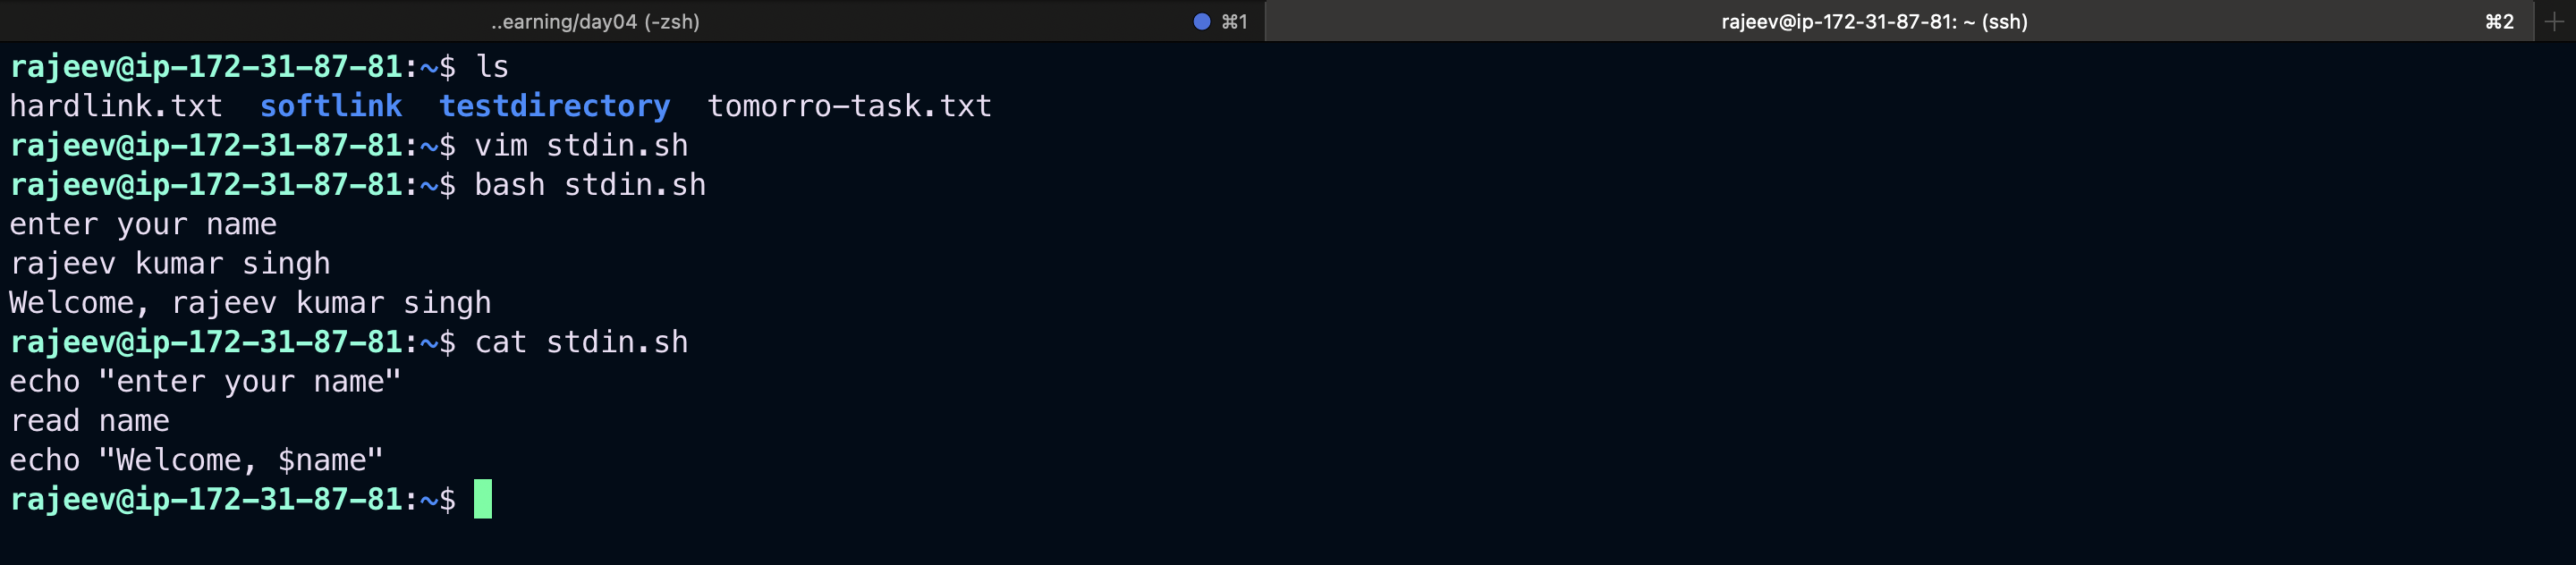 ..earning/day04 (-zsh) ⌘1 rajeev@ip-172-31-87-81: ~ (ssh) ⌘2
rajeev@ip-172-31-87-81:~$ ls
hardlink.txt  softlink  testdirectory  tomorro-task.txt
rajeev@ip-172-31-87-81:~$ vim stdin.sh
rajeev@ip-172-31-87-81:~$ bash stdin.sh
enter your name
rajeev kumar singh
Welcome, rajeev kumar singh
rajeev@ip-172-31-87-81:~$ cat stdin.sh
echo "enter your name"
read name
echo "Welcome, $name"
rajeev@ip-172-31-87-81:~$